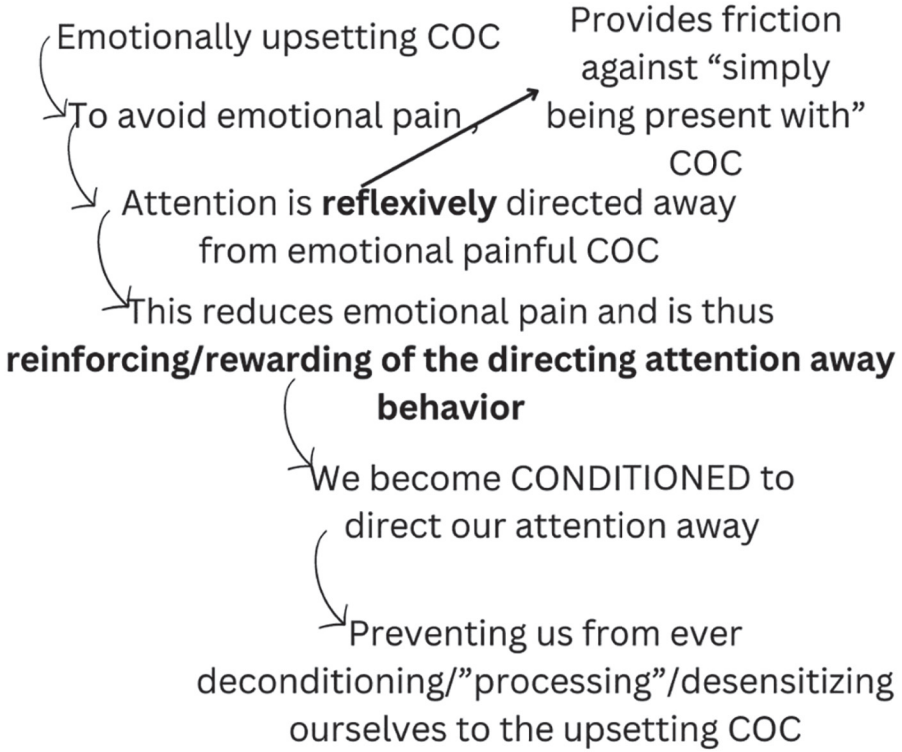 Emotionally upsetting COC
Provides friction
against “simply
being present with”
COC
To avoid emotional pain,
Attention is reflexively directed away
from emotional painful COC
This reduces emotional pain and is thus
reinforcing/rewarding of the directing attention away
behavior
We become CONDITIONED to
direct our attention away
Preventing us from ever
deconditioning/”processing”/desensitizing
ourselves to the upsetting COC